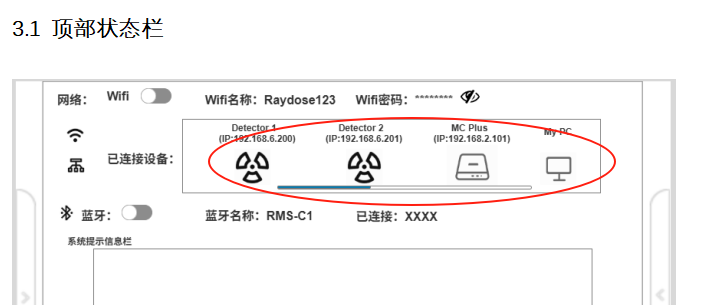 3.1 顶部状态栏
网络： Wifi Wifi名称：Raydose123 Wifi密码：********
Detector 1 Detector 2 MC Plus My PC
(IP:192.168.6.200) (IP:192.168.6.201) (IP:192.168.2.101)
已连接设备：
蓝牙： 蓝牙名称：RMS-C1 已连接：XXXX
系统提示信息栏